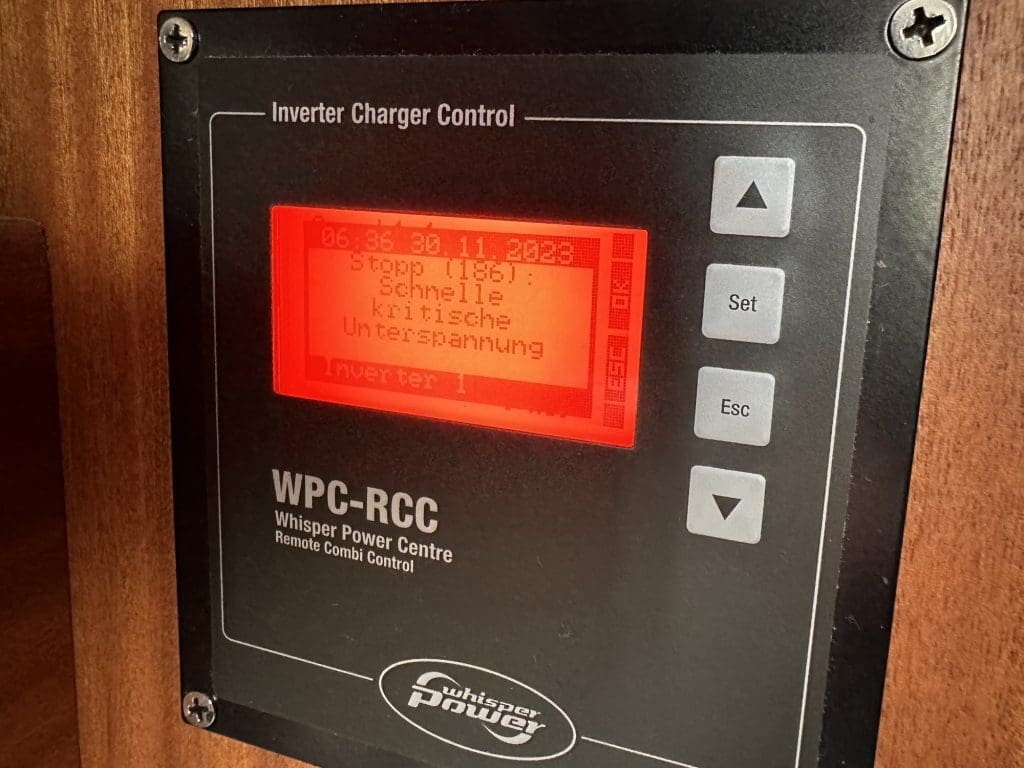 Inverter Charger Control
06:36 30.11.2023
Stopp (186):
Schnelle
kritische
Unterspannung
Inverter 1
Set
Esc
WPC-RCC
Whisper Power Centre
Remote Combi Control
whisper
power